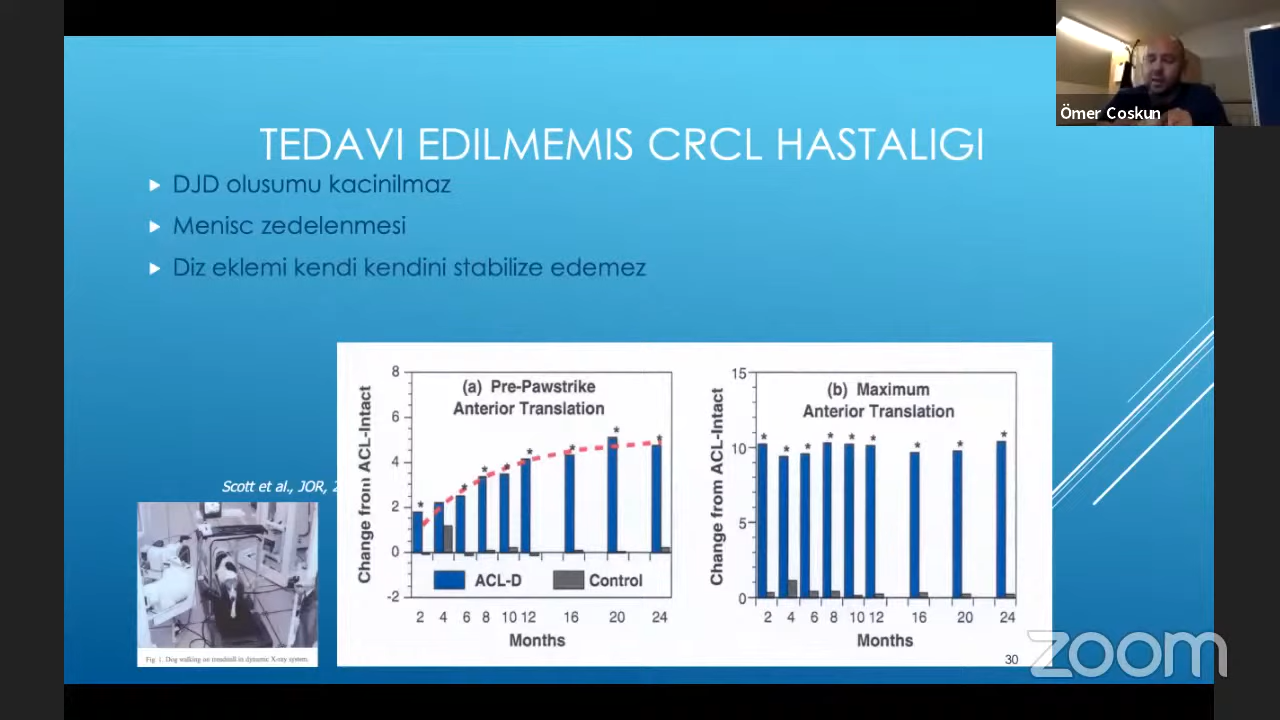 Ömer Coskun
TEDAVI EDILMEMIS CRCL HASTALIGI
DJD olusumu kacinilmaz
Menisc zedelenmesi
Diz eklemi kendi kendini stabilize edemez
Scott et al., JOR,
Fig 1. Dog walking on treadmill in dynamic X-ray system.
Change from ACL-Intact
8
6
4
2
0
-2
(a) Pre-Pawstrike
Anterior Translation
* * * * * * * * *
ACL-D Control
2 4 6 8 10 12 16 20 24
Months
Change from ACL-Intact
15
10
5
0
(b) Maximum
Anterior Translation
* * * * * * * * *
2 4 6 8 10 12 16 20 24
Months
30
zoom